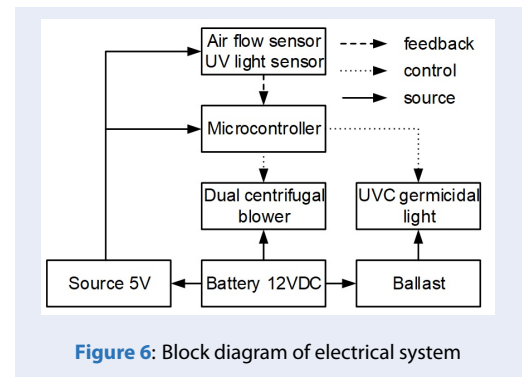 Air flow sensor
UV light sensor
feedback
control
source
Microcontroller
Dual centrifugal
blower
UVC germicidal
light
Source 5V
Battery 12VDC
Ballast
Figure 6: Block diagram of electrical system